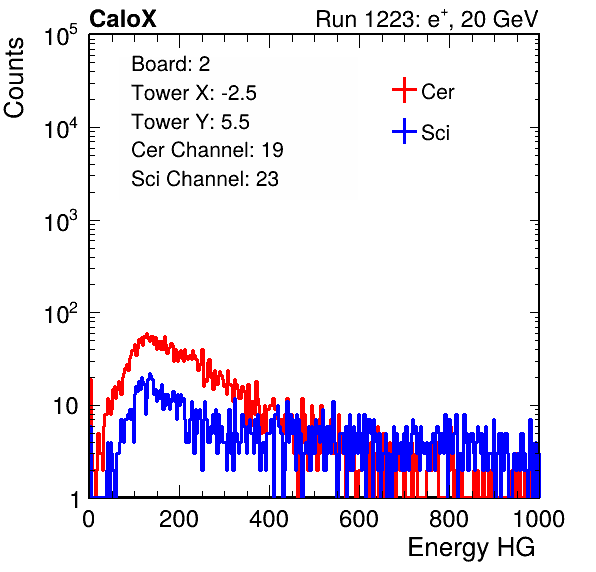 CaloX
Run 1223: e⁺, 20 GeV
Counts
10⁵
10⁴
10³
10²
10
1
Board: 2
Tower X: -2.5
Tower Y: 5.5
Cer Channel: 19
Sci Channel: 23
Cer
Sci
0 200 400 600 800 1000
Energy HG